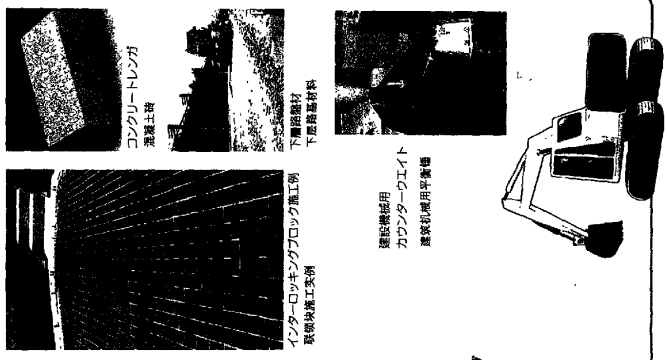 コンクリートレンガ
混凝土砖
下層路盤材
下层路基材料
インターロッキングブロック施工例
联锁块施工实例
建設機械用
カウンターウエイト
建筑机械用平衡锤